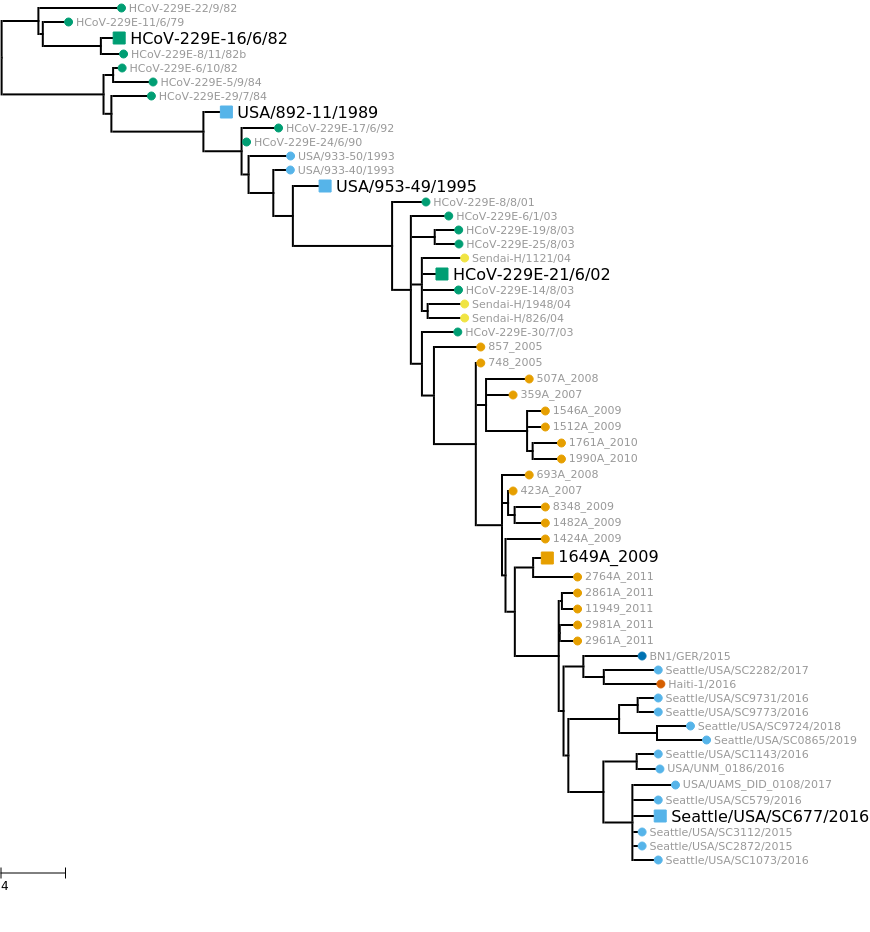 HCoV-229E-22/9/82
HCoV-229E-11/6/79
HCoV-229E-16/6/82
HCoV-229E-8/11/82b
HCoV-229E-6/10/82
HCoV-229E-5/9/84
HCoV-229E-29/7/84
USA/892-11/1989
HCoV-229E-17/6/92
HCoV-229E-24/6/90
USA/933-50/1993
USA/933-40/1993
USA/953-49/1995
HCoV-229E-8/8/01
HCoV-229E-6/1/03
HCoV-229E-19/8/03
HCoV-229E-25/8/03
Sendai-H/1121/04
HCoV-229E-21/6/02
HCoV-229E-14/8/03
Sendai-H/1948/04
Sendai-H/826/04
HCoV-229E-30/7/03
857_2005
748_2005
507A_2008
359A_2007
1546A_2009
1512A_2009
1761A_2010
1990A_2010
693A_2008
423A_2007
8348_2009
1482A_2009
1424A_2009
1649A_2009
2764A_2011
2861A_2011
11949_2011
2981A_2011
2961A_2011
BN1/GER/2015
Seattle/USA/SC2282/2017
Haiti-1/2016
Seattle/USA/SC9731/2016
Seattle/USA/SC9773/2016
Seattle/USA/SC9724/2018
Seattle/USA/SC0865/2019
Seattle/USA/SC1143/2016
USA/UNM_0186/2016
USA/UAMS_DID_0108/2017
Seattle/USA/SC579/2016
Seattle/USA/SC677/2016
Seattle/USA/SC3112/2015
Seattle/USA/SC2872/2015
Seattle/USA/SC1073/2016
4